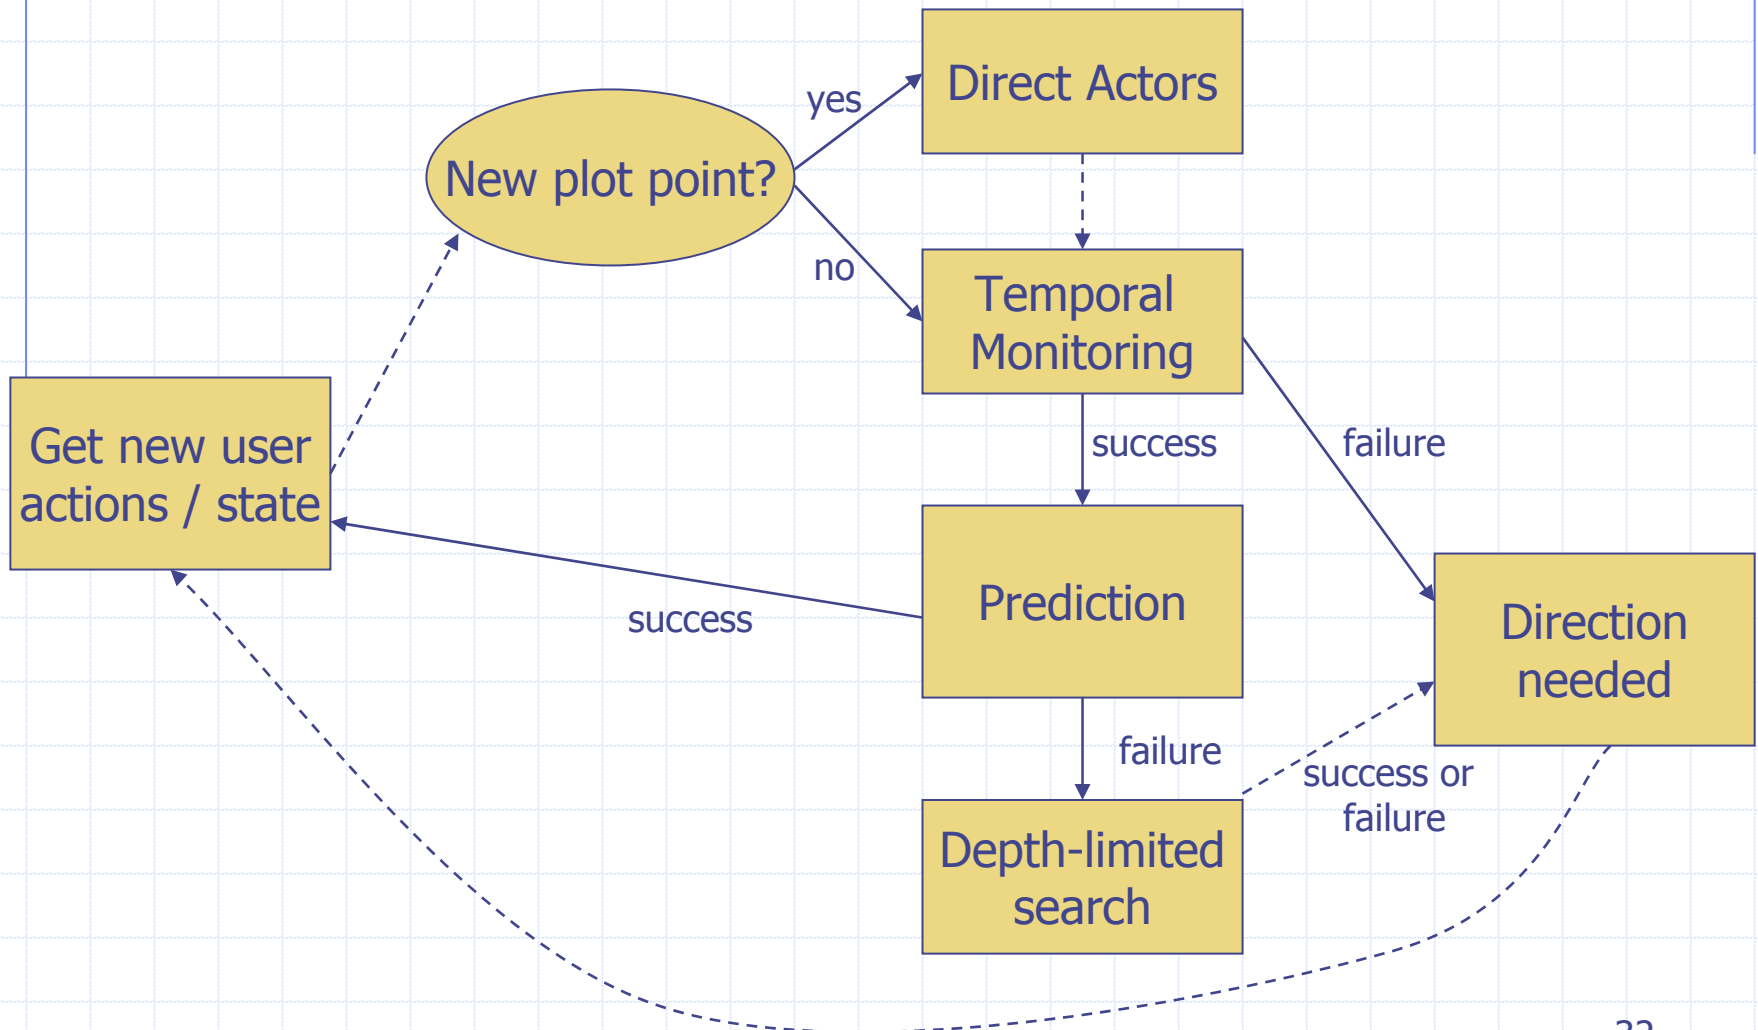 Direct Actors
yes
New plot point?
no
Temporal
Monitoring
Get new user
actions / state
success
failure
Prediction
success
Direction
needed
failure
success or
failure
Depth-limited
search